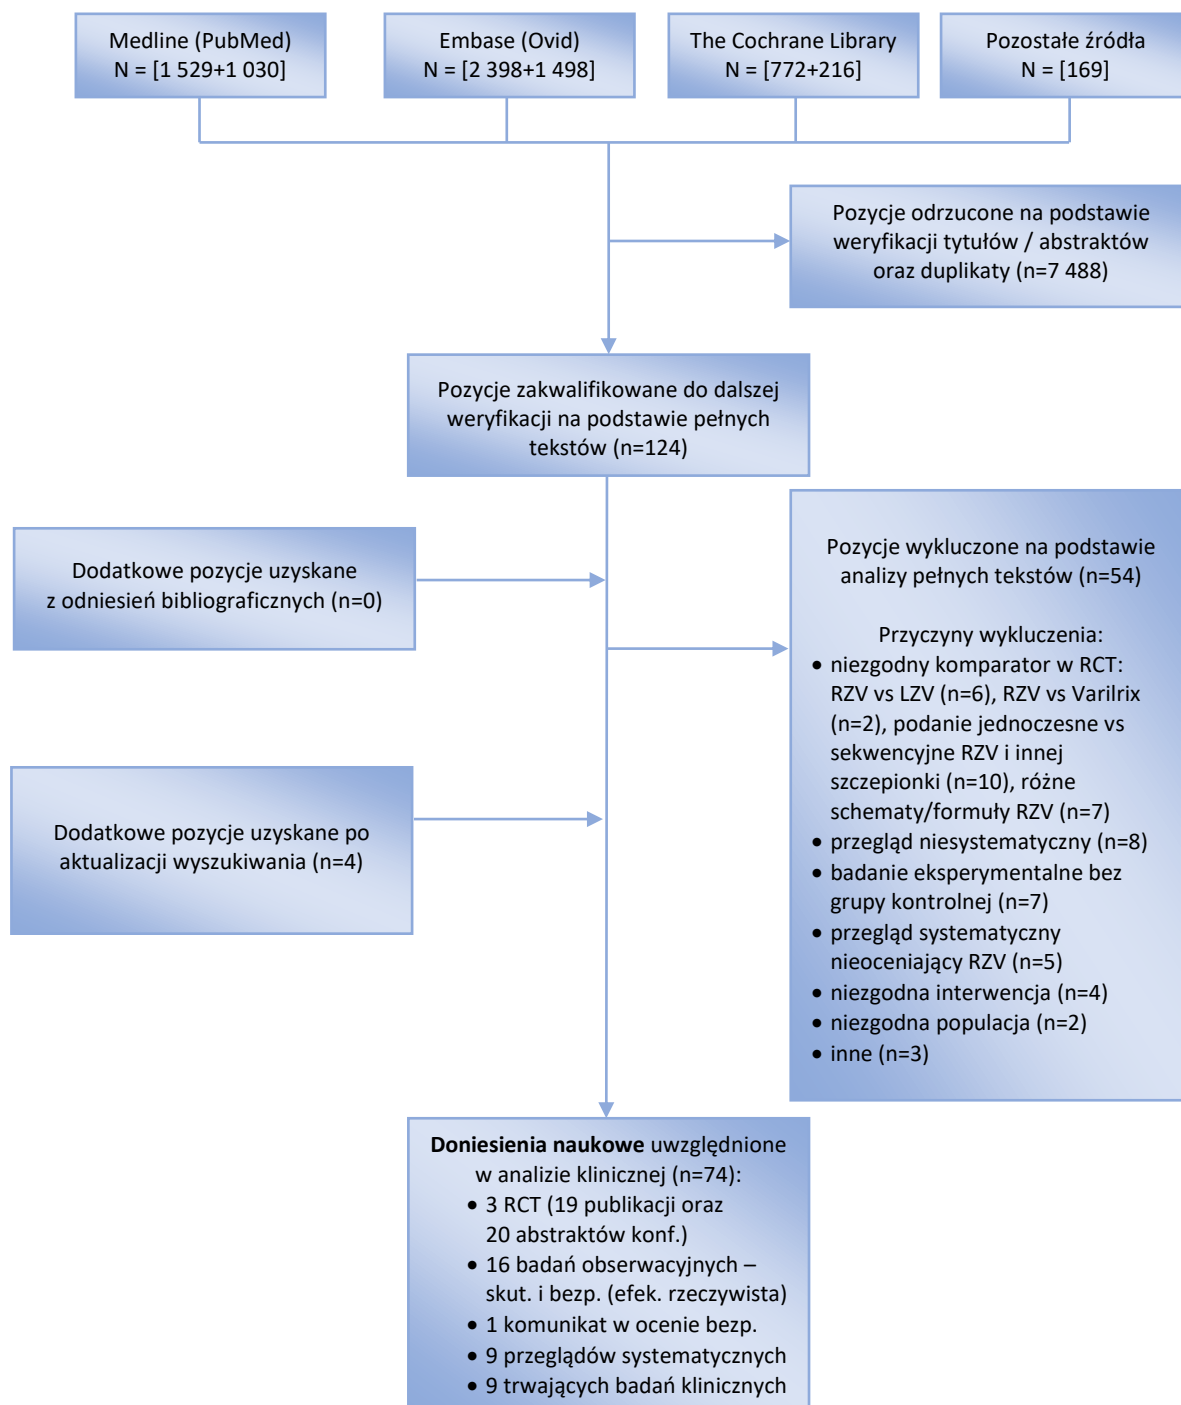 Medline (PubMed)
N = [1 529+1 030]
Embase (Ovid)
N = [2 398+1 498]
The Cochrane Library
N = [772+216]
Pozostałe źródła
N = [169]
Pozycje odrzucone na podstawie
weryfikacji tytułów / abstraktów
oraz duplikaty (n=7 488)
Pozycje zakwalifikowane do dalszej
weryfikacji na podstawie pełnych
tekstów (n=124)
Dodatkowe pozycje uzyskane
z odniesień bibliograficznych (n=0)
Pozycje wykluczone na podstawie
analizy pełnych tekstów (n=54)
Przyczyny wykluczenia:
• niezgodny komparator w RCT:
RZV vs LZV (n=6), RZV vs Varilrix
(n=2), podanie jednoczesne vs
sekwencyjne RZV i innej
szczepionki (n=10), różne
schematy/formuły RZV (n=7)
• przegląd niesystematyczny (n=8)
• badanie eksperymentalne bez
grupy kontrolnej (n=7)
• przegląd systematyczny
nieoceniający RZV (n=5)
• niezgodna interwencja (n=4)
• niezgodna populacja (n=2)
• inne (n=3)
Dodatkowe pozycje uzyskane po
aktualizacji wyszukiwania (n=4)
Doniesienia naukowe uwzględnione
w analizie klinicznej (n=74):
• 3 RCT (19 publikacji oraz
20 abstraktów konf.)
• 16 badań obserwacyjnych –
skut. i bezp. (efek. rzeczywista)
• 1 komunikat w ocenie bezp.
• 9 przeglądów systematycznych
• 9 trwających badań klinicznych